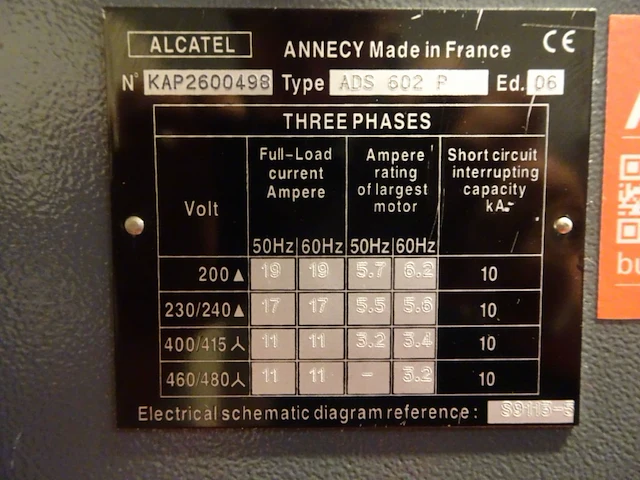 ALCATEL ANNECY Made in France CE
N° KAP2600498 Type ADS 602 P Ed. 06
THREE PHASES
Volt
Full-Load
current
Ampere
Ampere
rating
of largest
motor
Short circuit
interrupting
capacity
kA
50Hz 60Hz 50Hz 60Hz
200 ▲ 19 19 5.7 6.2 10
230/240 ▲ 17 17 5.5 5.6 10
400/415 ⅄ 11 11 3.2 3.4 10
460/480 ⅄ 11 11 - 3.2 10
Electrical schematic diagram reference :
bu